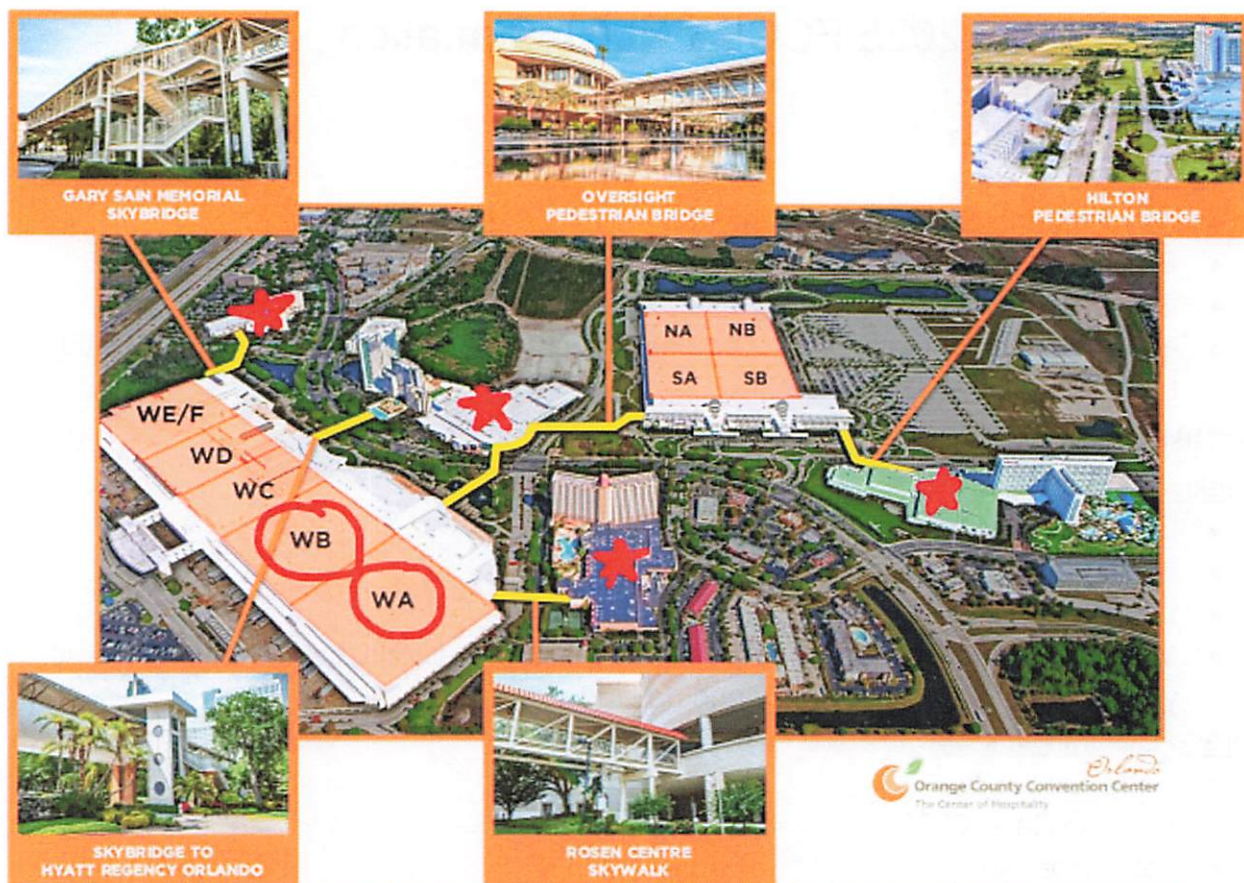 GARY SAIN MEMORIAL
SKYBRIDGE
OVERSIGHT
PEDESTRIAN BRIDGE
HILTON
PEDESTRIAN BRIDGE
NA
NB
SA
SB
WE/F
WD
WC
WB
WA
Orlando
Orange County Convention Center
The Center of Hospitality
SKYBRIDGE TO
HYATT REGENCY ORLANDO
ROSEN CENTRE
SKYWALK